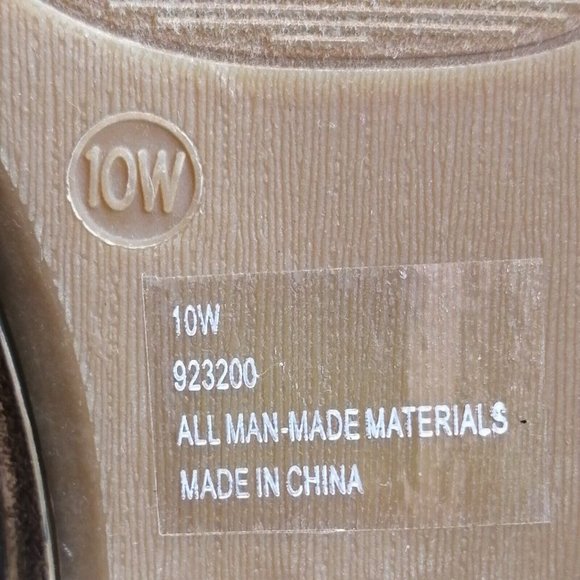 10W
10W
923200
ALL MAN-MADE MATERIALS
MADE IN CHINA